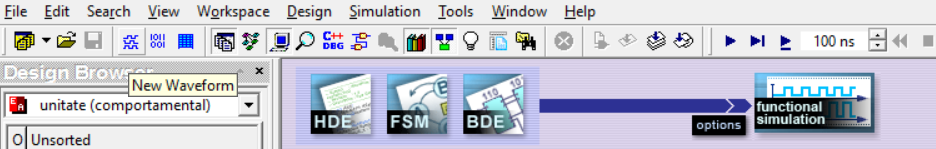 File Edit Search View Workspace Design Simulation Tools Window Help
C++
DBG
100 ns
Design Browser
New Waveform
unitate (comportamental)
Unsorted
HDE
FSM
BDE
options
functional
simulation